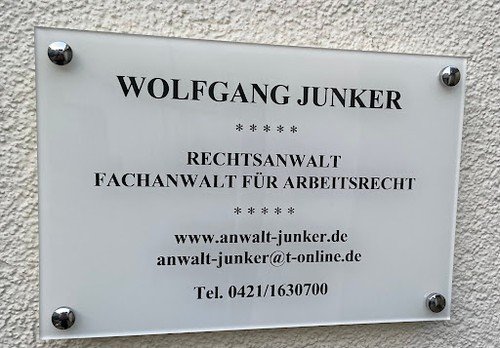 WOLFGANG JUNKER
*****
RECHTSANWALT
FACHANWALT FÜR ARBEITSRECHT
*****
www.anwalt-junker.de
anwalt-junker@t-online.de
Tel. 0421/1630700